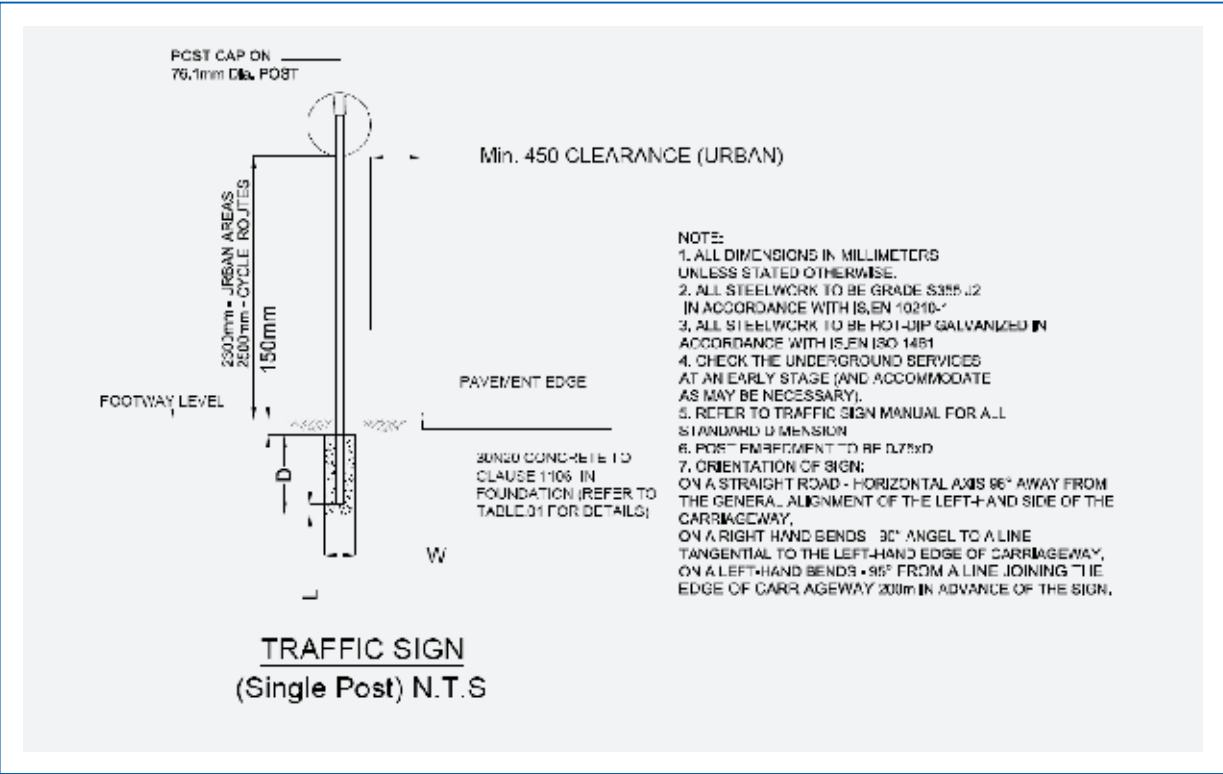 POST CAP ON
76.1mm Dia. POST
Min. 450 CLEARANCE (URBAN)
2300mm - URBAN AREAS
2500mm - CYCLE ROUTES
150mm
FOOTWAY LEVEL
PAVEMENT EDGE
D
30N20 CONCRETE TO
CLAUSE 1106 IN
FOUNDATION (REFER TO
TABLE 01 FOR DETAILS)
W
NOTE:
1. ALL DIMENSIONS IN MILLIMETERS
UNLESS STATED OTHERWISE.
2. ALL STEELWORK TO BE GRADE S355 J2
IN ACCORDANCE WITH IS.EN 10210-1
3. ALL STEELWORK TO BE HOT-DIP GALVANIZED IN
ACCORDANCE WITH IS.EN ISO 1461
4. CHECK THE UNDERGROUND SERVICES
AT AN EARLY STAGE (AND ACCOMMODATE
AS MAY BE NECESSARY).
5. REFER TO TRAFFIC SIGN MANUAL FOR ALL
STANDARD DIMENSION
6. POST EMBEDMENT TO BE 0.75xD
7. ORIENTATION OF SIGN:
ON A STRAIGHT ROAD - HORIZONTAL AXIS AWAY FROM
THE GENERAL ALIGNMENT OF THE LEFT-HAND SIDE OF THE
CARRIAGEWAY.
ON A RIGHT HAND BENDS - 90° ANGEL TO A LINE
TANGENTIAL TO THE LEFT-HAND EDGE OF CARRIAGEWAY.
ON A LEFT-HAND BENDS - 95° FROM A LINE JOINING THE
EDGE OF CARRIAGEWAY 200m IN ADVANCE OF THE SIGN.
TRAFFIC SIGN
(Single Post) N.T.S